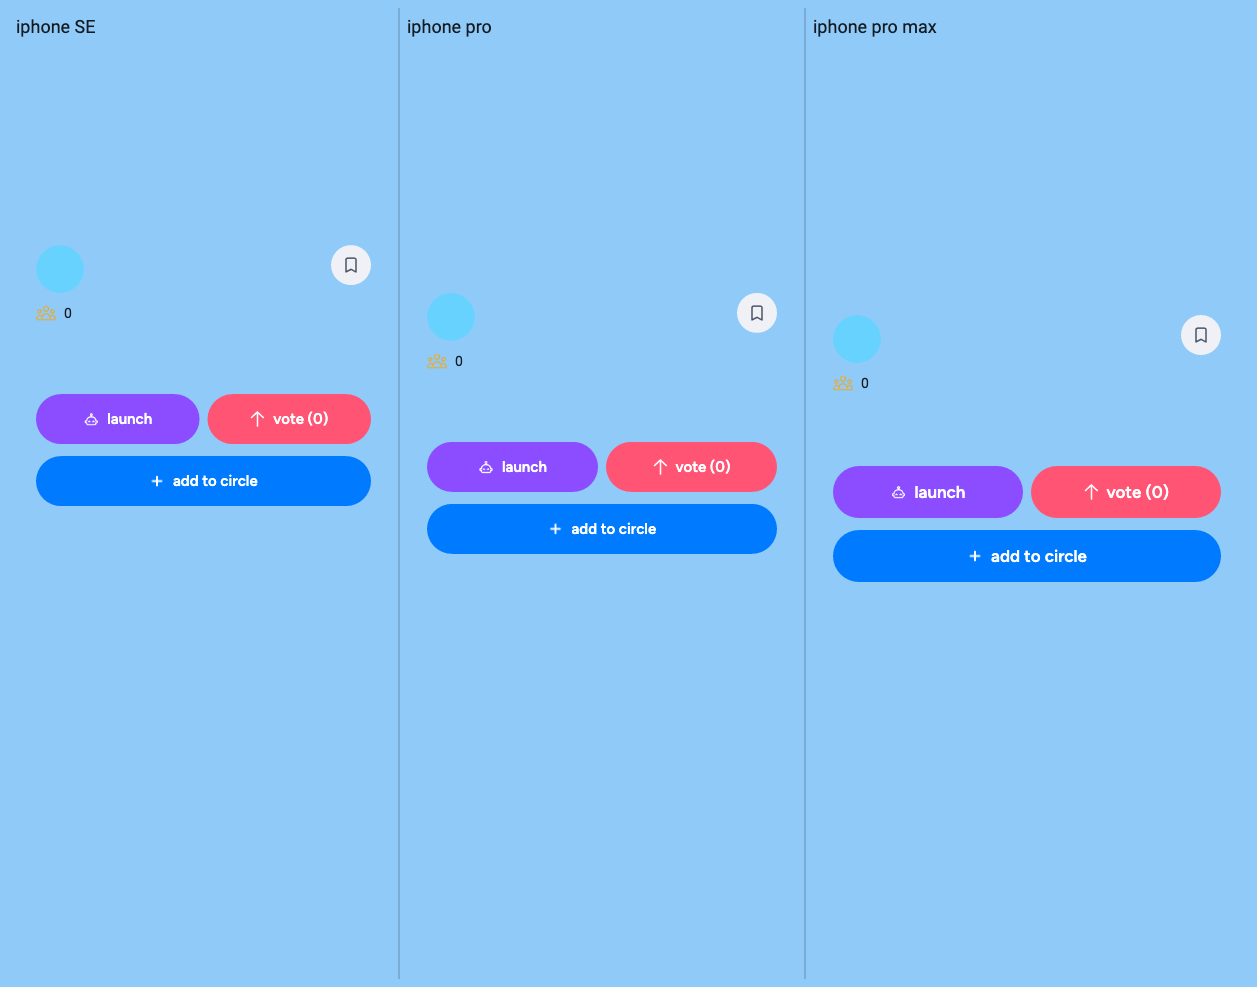 iphone SE
0
launch
vote (0)
add to circle
iphone pro
0
launch
vote (0)
add to circle
iphone pro max
0
launch
vote (0)
add to circle